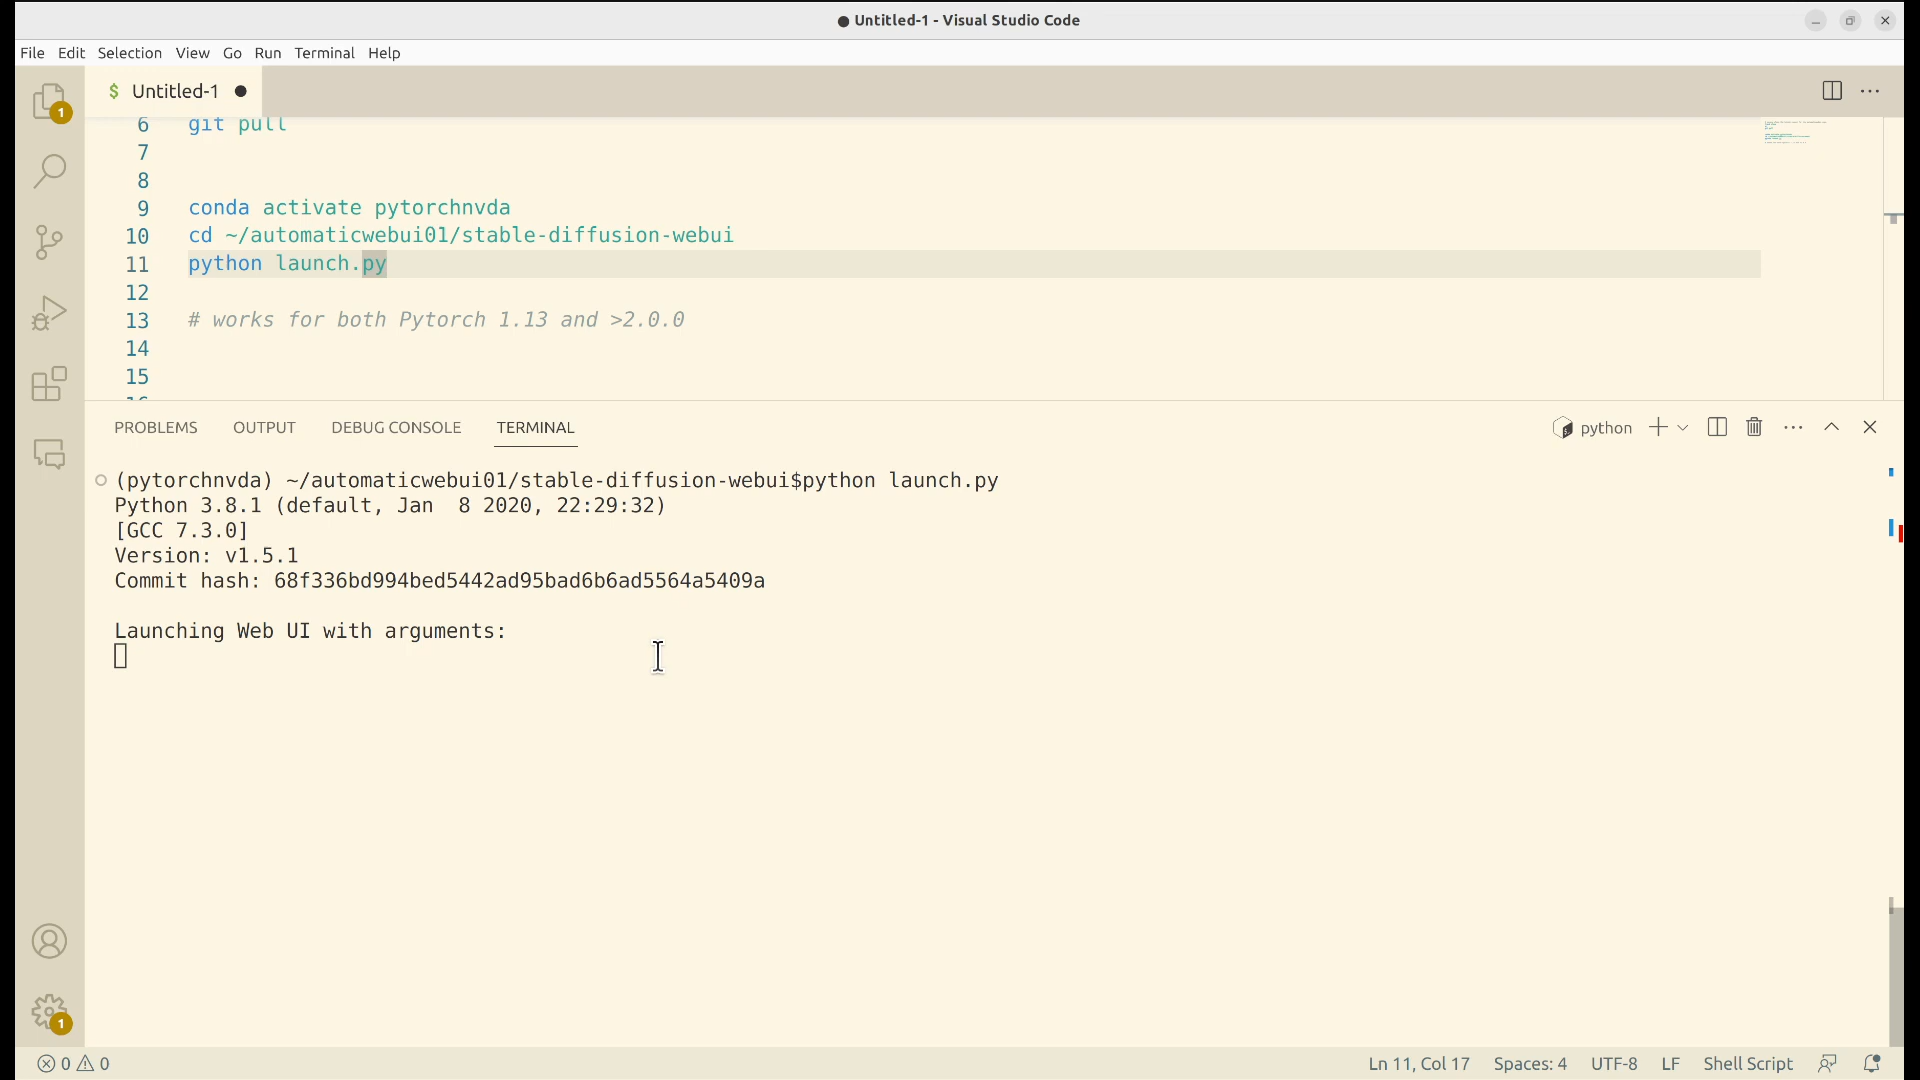 ● Untitled-1 - Visual Studio Code
File Edit Selection View Go Run Terminal Help
1
$ Untitled-1 ●
6 git pull
7
8
9 conda activate pytorchnvda
10 cd ~/automaticwebui01/stable-diffusion-webui
11 python launch.py
12
13 # works for both Pytorch 1.13 and >2.0.0
14
15
16
PROBLEMS OUTPUT DEBUG CONSOLE TERMINAL python
(pytorchnvda) ~/automaticwebui01/stable-diffusion-webui$python launch.py
Python 3.8.1 (default, Jan  8 2020, 22:29:32)
[GCC 7.3.0]
Version: v1.5.1
Commit hash: 68f336bd994bed5442ad95bad6b6ad5564a5409a
Launching Web UI with arguments:
1
0 0 Ln 11, Col 17 Spaces: 4 UTF-8 LF Shell Script